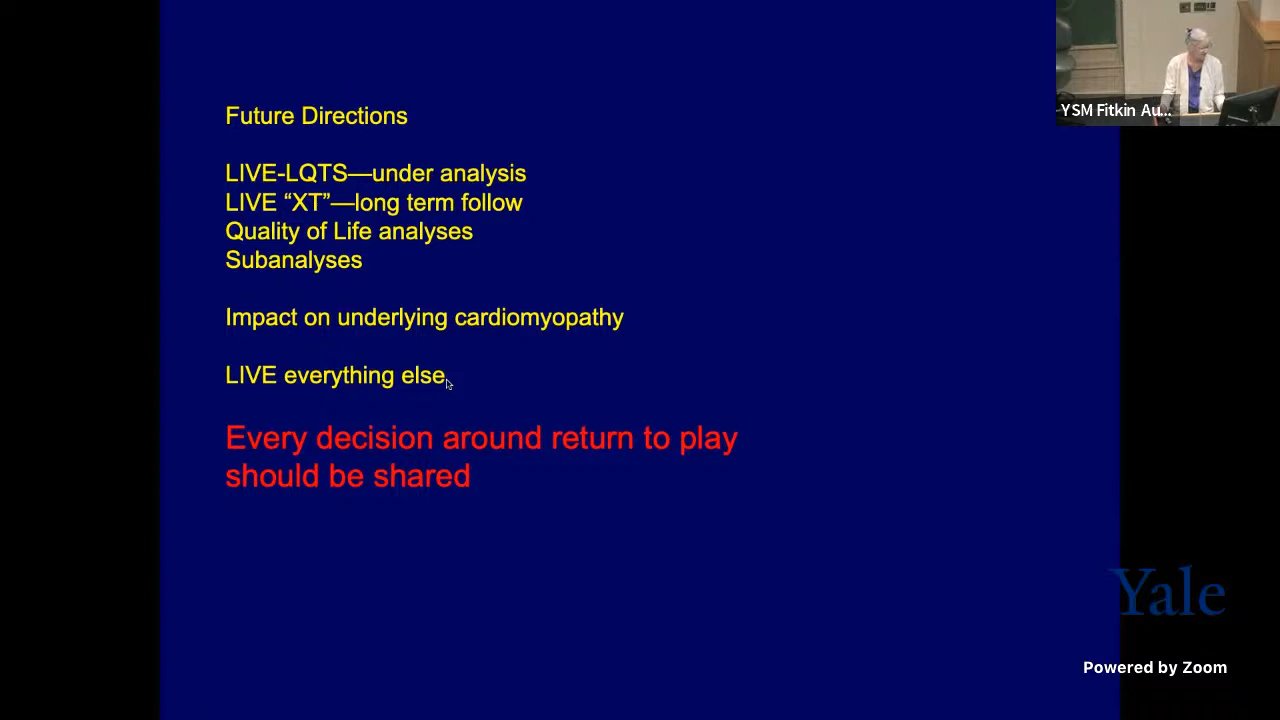 YSM Fitkin Au...
Future Directions
LIVE-LQTS—under analysis
LIVE “XT”—long term follow
Quality of Life analyses
Subanalyses
Impact on underlying cardiomyopathy
LIVE everything else
Every decision around return to play
should be shared
Yale
Powered by Zoom